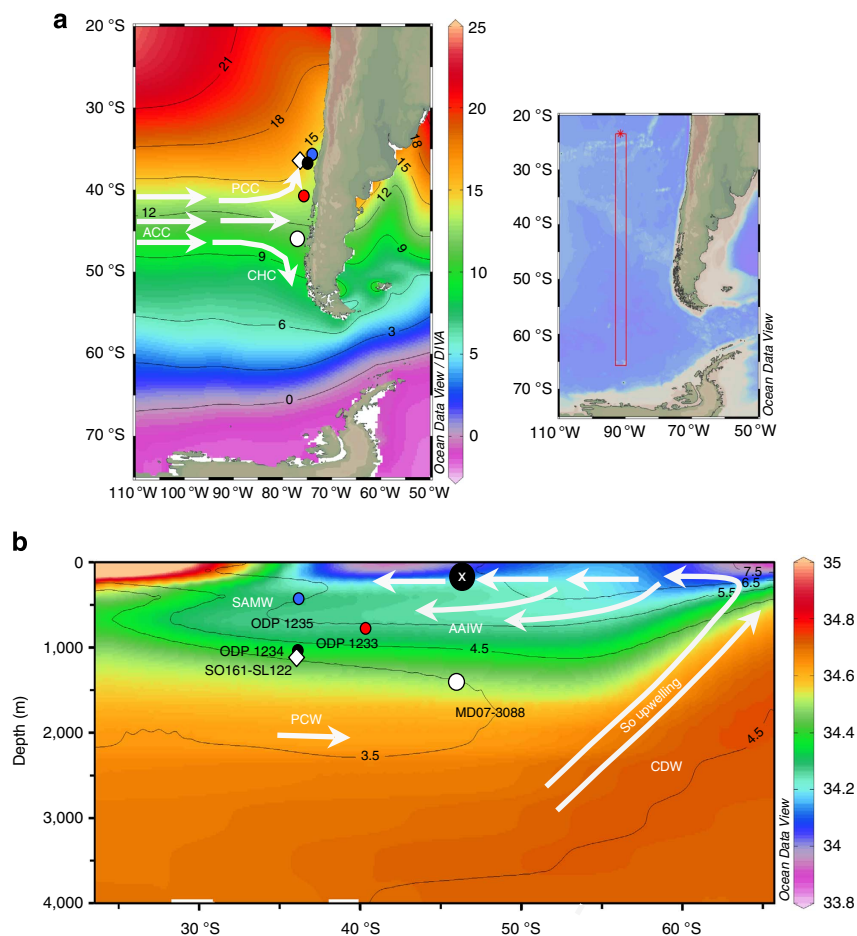 a
20 °S
30 °S
40 °S
50 °S
60 °S
70 °S
110 °W 100 °W 90 °W 80 °W 70 °W 60 °W 50 °W
21
18
15
18
15
12
PCC
12
ACC
9
9
CHC
6
3
0
Ocean Data View / DIVA
25
20
15
10
5
0
20 °S
30 °S
40 °S
50 °S
60 °S
70 °S
110 °W 90 °W 70 °W 50 °W
Ocean Data View
b
Depth (m)
0
1,000
2,000
3,000
4,000
30 °S 40 °S 50 °S 60 °S
x
7.5
6.5
5.5
SAMW
ODP 1235
AAIW
ODP 1233
4.5
ODP 1234
SO161-SL122
MD07-3088
So upwelling
PCW
3.5
4.5
CDW
Ocean Data View
35
34.8
34.6
34.4
34.2
34
33.8